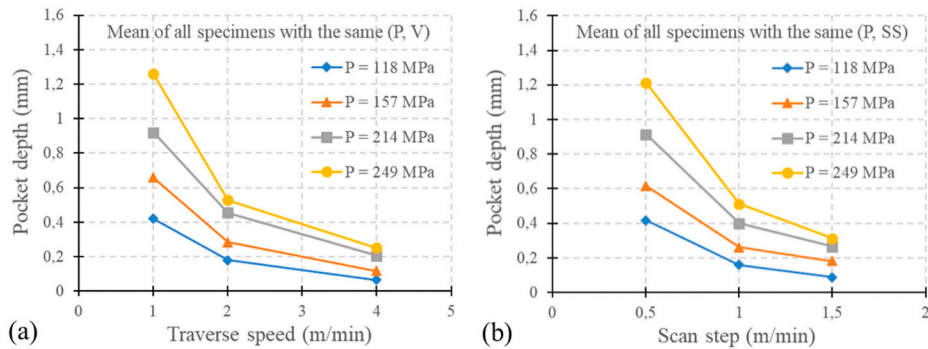 Mean of all specimens with the same (P, V)
P = 118 MPa
P = 157 MPa
P = 214 MPa
P = 249 MPa
Pocket depth (mm)
1,6
1,4
1,2
1
0,8
0,6
0,4
0,2
0
0 1 2 3 4 5
Traverse speed (m/min)
(a)
Mean of all specimens with the same (P, SS)
P = 118 MPa
P = 157 MPa
P = 214 MPa
P = 249 MPa
Pocket depth (mm)
1,6
1,4
1,2
1
0,8
0,6
0,4
0,2
0
0 0,5 1 1,5 2
Scan step (m/min)
(b)